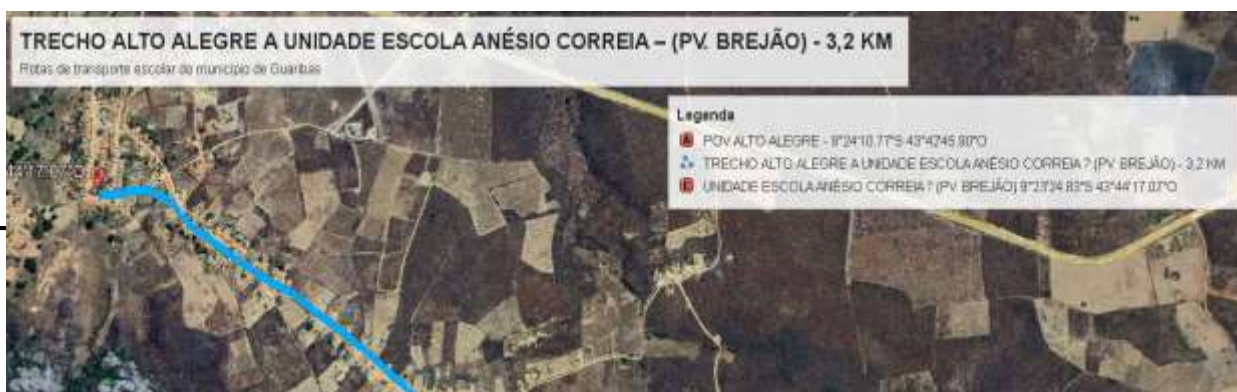 TRECHO ALTO ALEGRE A UNIDADE ESCOLA ANÉSIO CORREIA – (PV. BREJÃO) - 3,2 KM
Rotas de transporte escolar do município de Guaribas
Legenda
A POV ALTO ALEGRE - 9°24'10.77"S 43°42'45.90"O
TRECHO ALTO ALEGRE A UNIDADE ESCOLA ANÉSIO CORREIA ? (PV. BREJÃO) - 3,2 KM
UNIDADE ESCOLA ANÉSIO CORREIA ? (PV. BREJÃO) 9°23'24.83"S 43°44'17.07"O